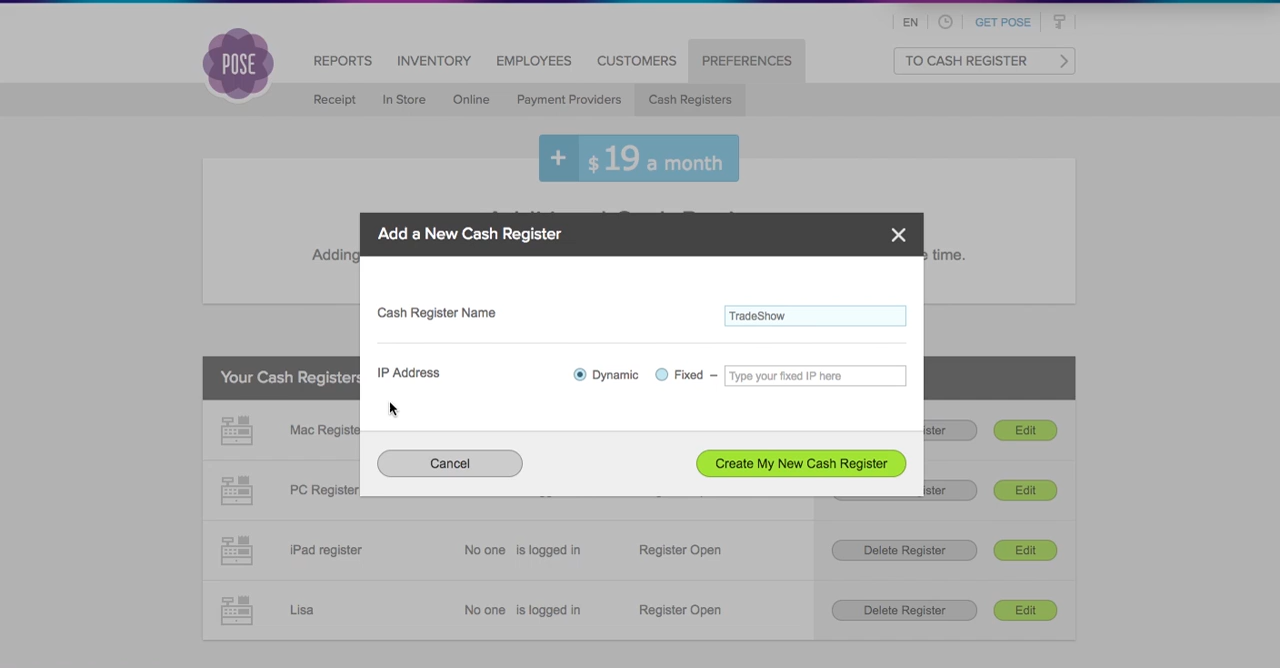 EN
GET POSE
POSE
REPORTS
INVENTORY
EMPLOYEES
CUSTOMERS
PREFERENCES
TO CASH REGISTER
Receipt
In Store
Online
Payment Providers
Cash Registers
+ $ 19 a month
Adding
time.
Add a New Cash Register
Cash Register Name
TradeShow
IP Address
Dynamic
Fixed –
Type your fixed IP here
Cancel
Create My New Cash Register
Your Cash Registers
Mac Registe
Edit
PC Register
Edit
iPad register No one is logged in Register Open Delete Register Edit
Lisa No one is logged in Register Open Delete Register Edit